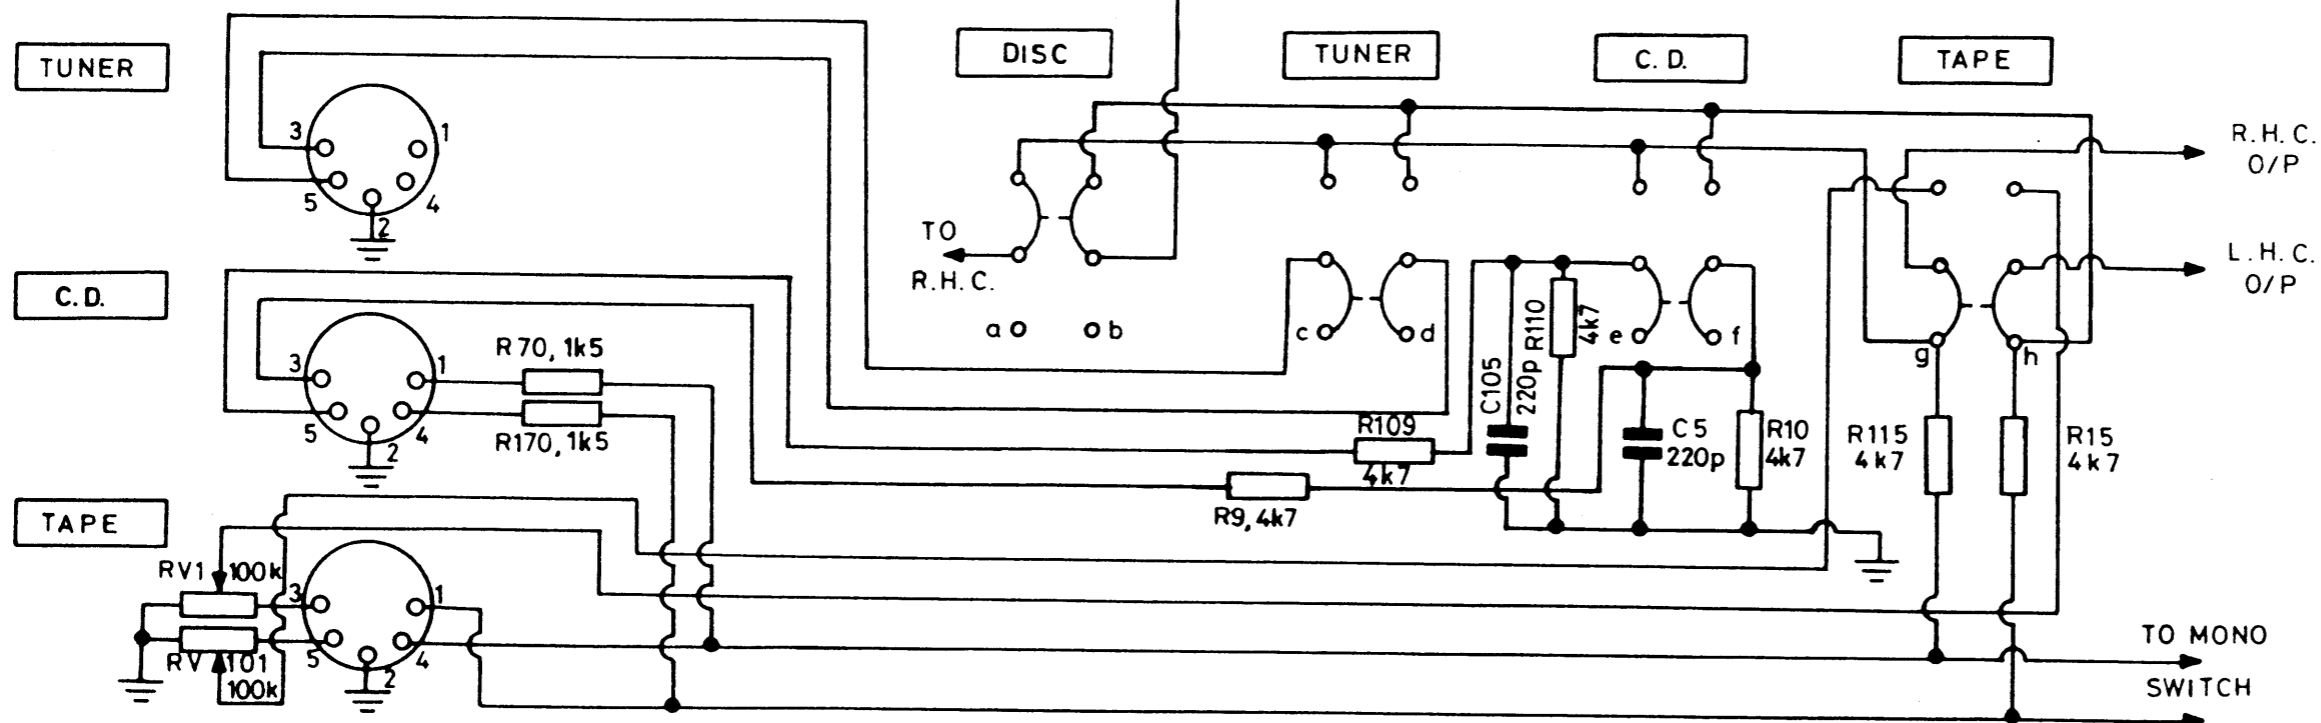 TUNER
3
1
5
4
2
C.D.
3
1
5
4
2
R70, 1k5
R170, 1k5
TAPE
RV1 100k
3
1
5
4
2
RV 101
100k
DISC
TUNER
C. D.
TAPE
TO
R.H.C.
a
b
c
d
e
f
g
h
R109
4k7
R9, 4k7
C105
220p
R110
4k7
C5
220p
R10
4k7
R115
4k7
R15
4k7
R.H.C.
O/P
L.H.C.
O/P
TO MONO
SWITCH